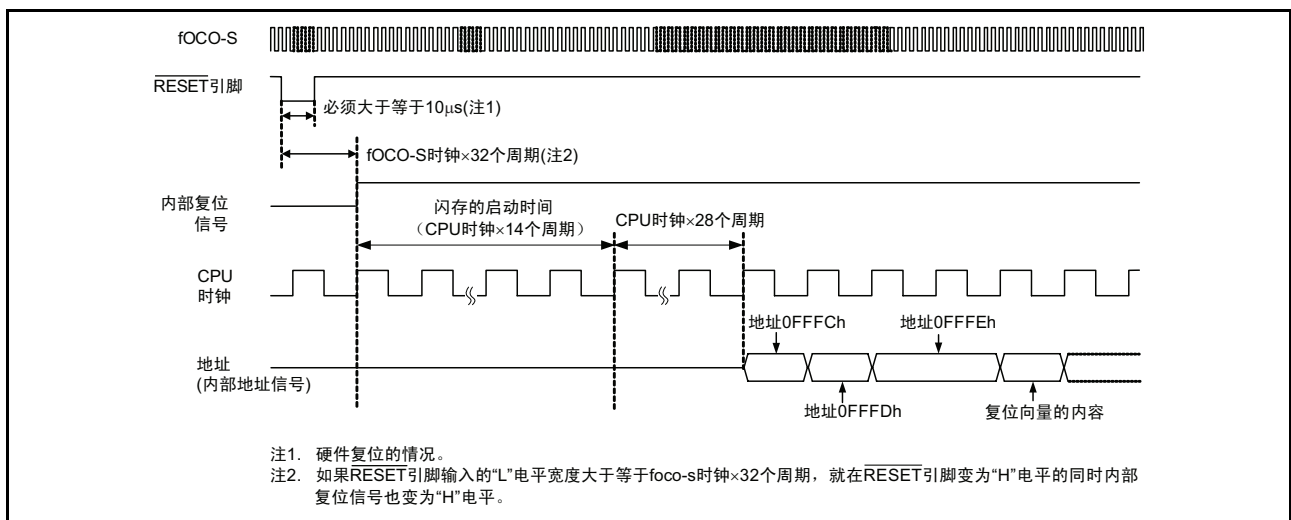 fOCO-S
RESET引脚
必须大于等于10μs(注1)
fOCO-S时钟×32个周期(注2)
内部复位
信号
闪存的启动时间
（CPU时钟×14个周期）
CPU时钟×28个周期
CPU
时钟
地址0FFFCh
地址0FFFEh
地址
(内部地址信号)
地址0FFFDh
复位向量的内容
注1. 硬件复位的情况。
注2. 如果RESET引脚输入的“L”电平宽度大于等于foco-s时钟×32个周期，就在RESET引脚变为“H”电平的同时内部
复位信号也变为“H”电平。